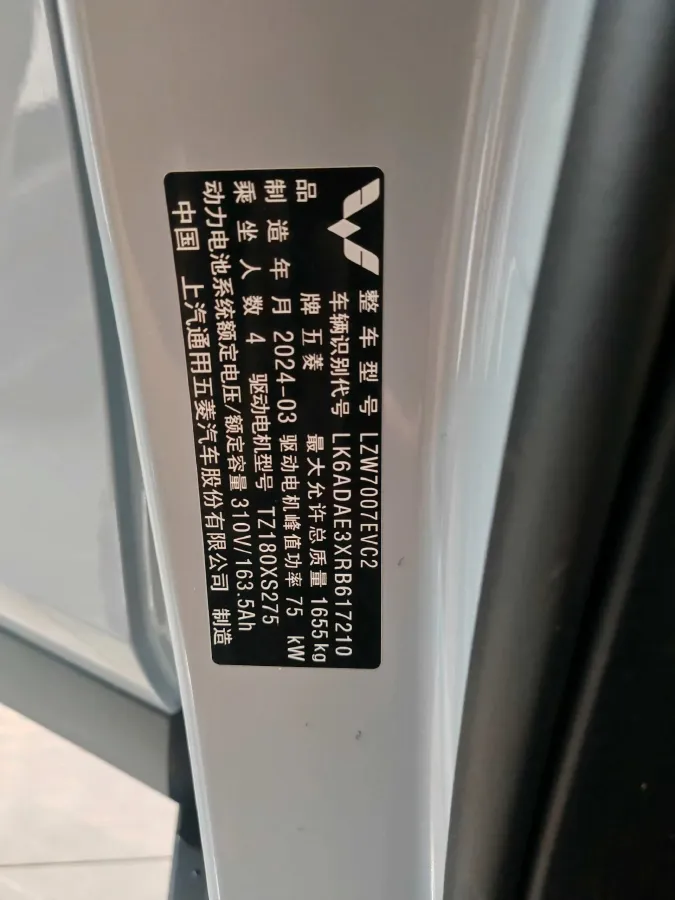 整车型号 LZW7007EVC2
车辆识别代号 LK6ADAE3XRB617210
品牌 五菱 最大允许总质量 1655kg
制造年月 2024-03 驱动电机峰值功率 75 kW
乘坐人数 4 驱动电机型号 TZ180XS275
动力电池系统额定电压/额定容量 310V/163.5Ah
中国 上汽通用五菱汽车股份有限公司 制造